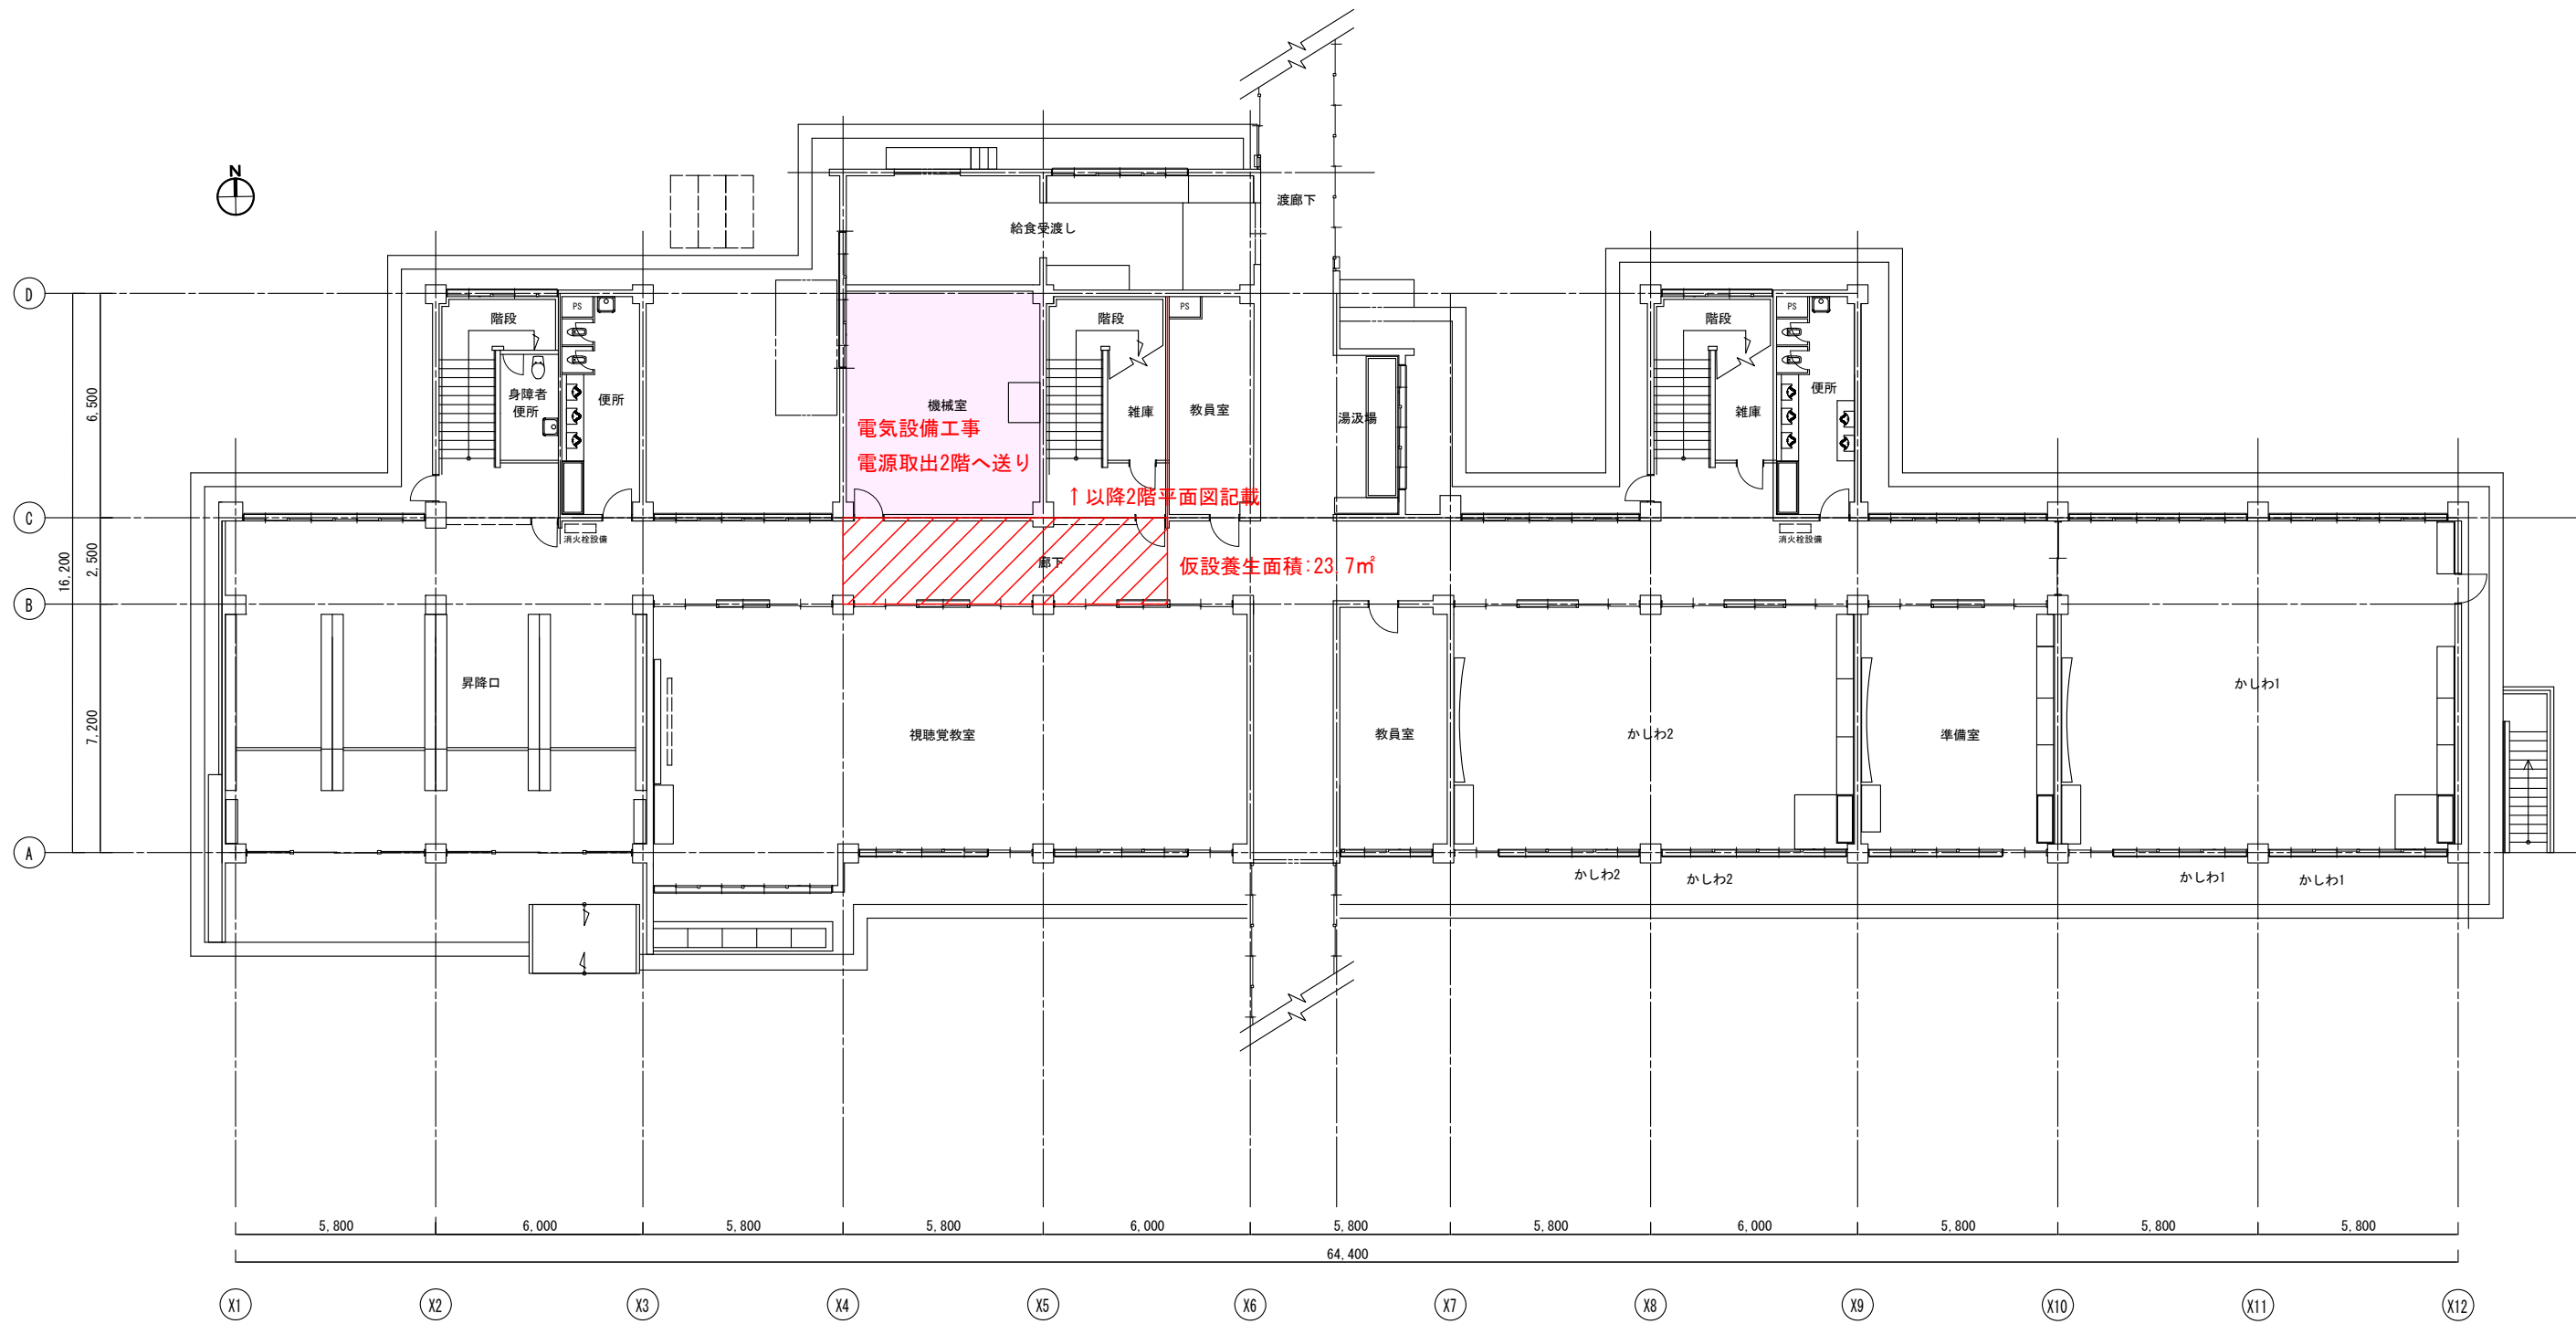 N
渡廊下
給食受渡し
D
階段
PS
階段
PS
階段
PS
身障者
便所
便所
機械室
雑庫
教員室
湯汲場
雑庫
便所
電気設備工事
電源取出2階へ送り
↑以降2階平面図記載
C
消火栓設備
消火栓設備
廊下
仮設養生面積:23.7㎡
B
6,500
2,500
16,200
7,200
昇降口
視聴覚教室
教員室
かしわ2
準備室
かしわ1
A
かしわ2
かしわ2
かしわ1
かしわ1
5,800
6,000
5,800
5,800
6,000
5,800
5,800
6,000
5,800
5,800
5,800
64,400
X1
X2
X3
X4
X5
X6
X7
X8
X9
X10
X11
X12